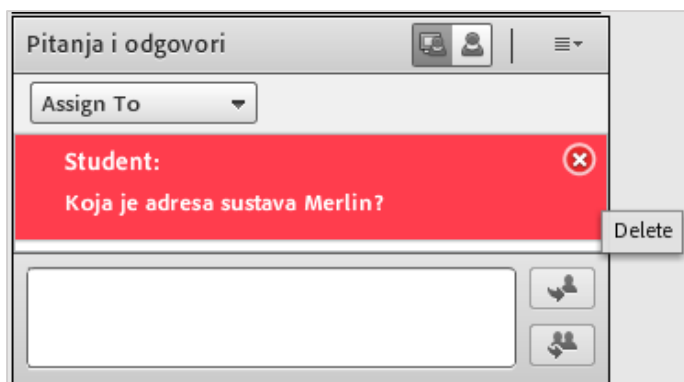 Pitanja i odgovori
Assign To
Student:
Koja je adresa sustava Merlin?
Delete